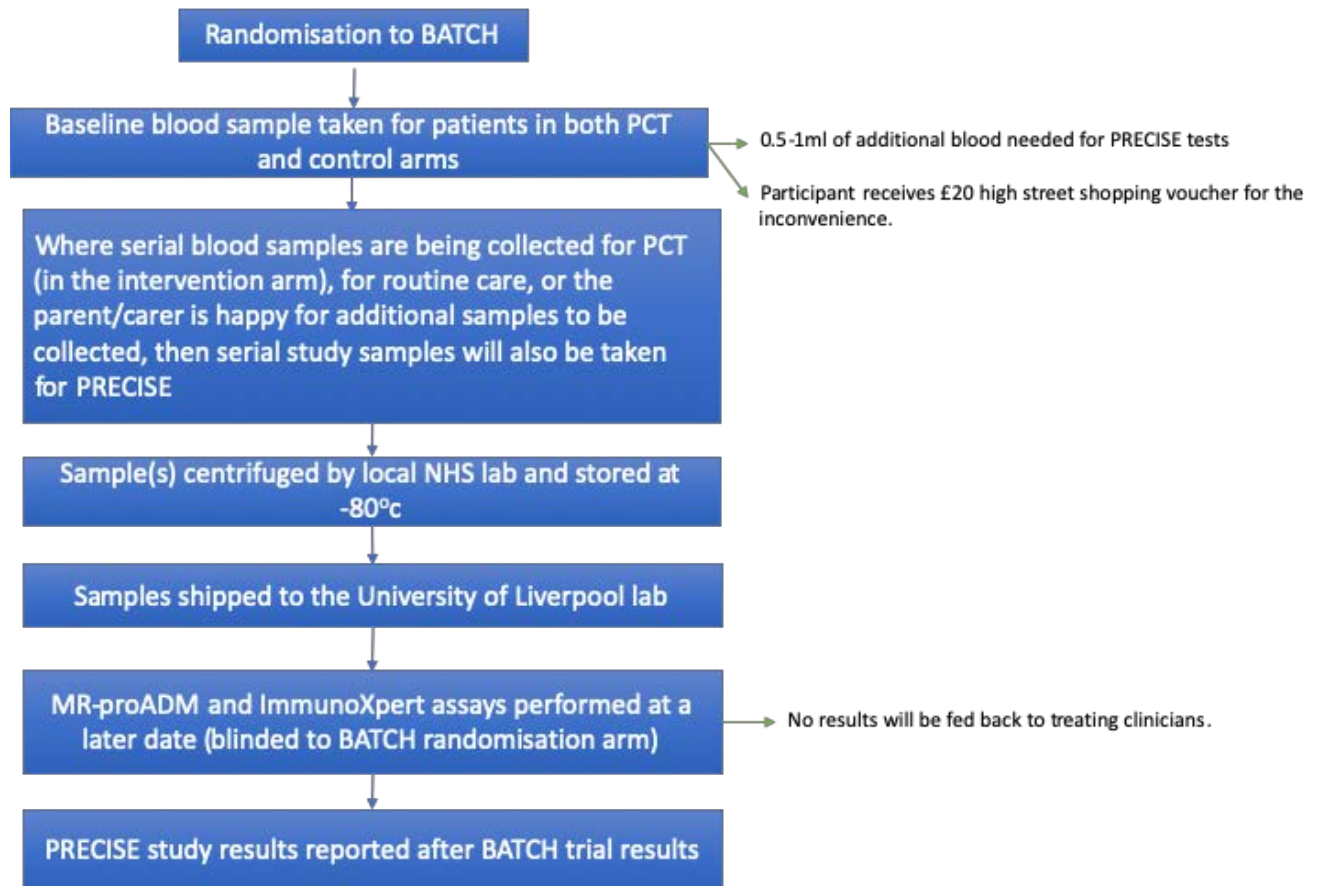 Randomisation to BATCH
Baseline blood sample taken for patients in both PCT
and control arms
0.5-1ml of additional blood needed for PRECISE tests
Participant receives £20 high street shopping voucher for the
inconvenience.
Where serial blood samples are being collected for PCT
(in the intervention arm), for routine care, or the
parent/carer is happy for additional samples to be
collected, then serial study samples will also be taken
for PRECISE
Sample(s) centrifuged by local NHS lab and stored at
-80ºc
Samples shipped to the University of Liverpool lab
MR-proADM and ImmunoXpert assays performed at a
later date (blinded to BATCH randomisation arm)
No results will be fed back to treating clinicians.
PRECISE study results reported after BATCH trial results